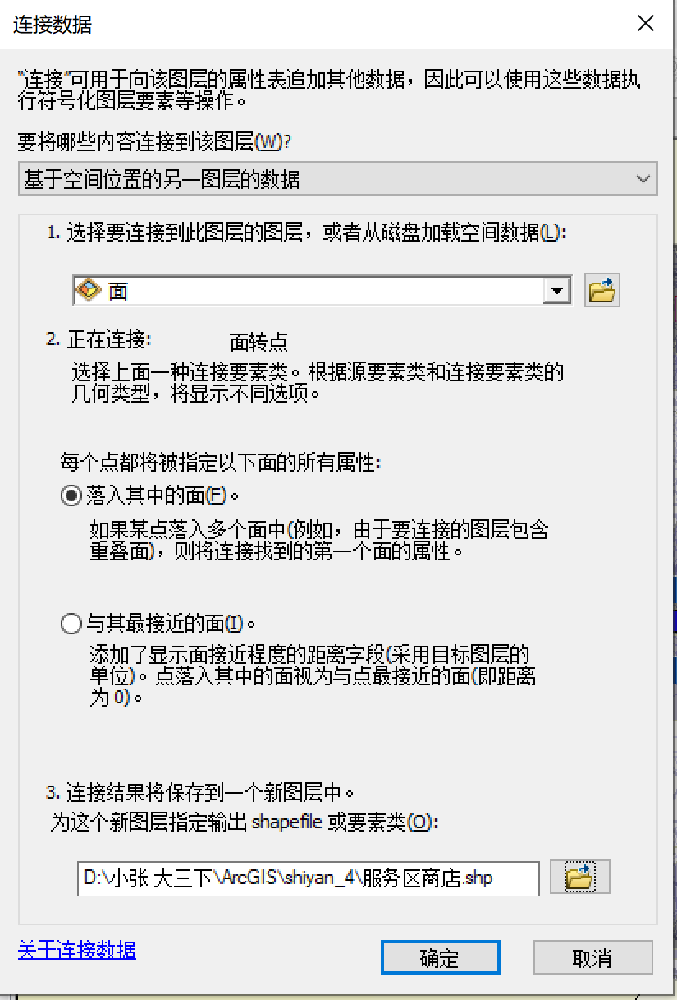 连接数据
"连接"可用于向该图层的属性表追加其他数据，因此可以使用这些数据执
行符号化图层要素等操作。
要将哪些内容连接到该图层(W)?
基于空间位置的另一图层的数据
1. 选择要连接到此图层的图层，或者从磁盘加载空间数据(L):
面
2. 正在连接: 面转点
选择上面一种连接要素类。根据源要素类和连接要素类的
几何类型，将显示不同选项。
每个点都将被指定以下面的所有属性:
落入其中的面(F)。
如果某点落入多个面中(例如，由于要连接的图层包含
重叠面)，则将连接找到的第一个面的属性。
与其最接近的面(I)。
添加了显示面接近程度的距离字段(采用目标图层的
单位)。点落入其中的面视为与点最接近的面(即距离
为 0)。
3. 连接结果将保存到一个新图层中。
为这个新图层指定输出 shapefile 或要素类(O):
D:\小张 大三下\ArcGIS\shiyan_4\服务区商店.shp
关于连接数据
确定
取消